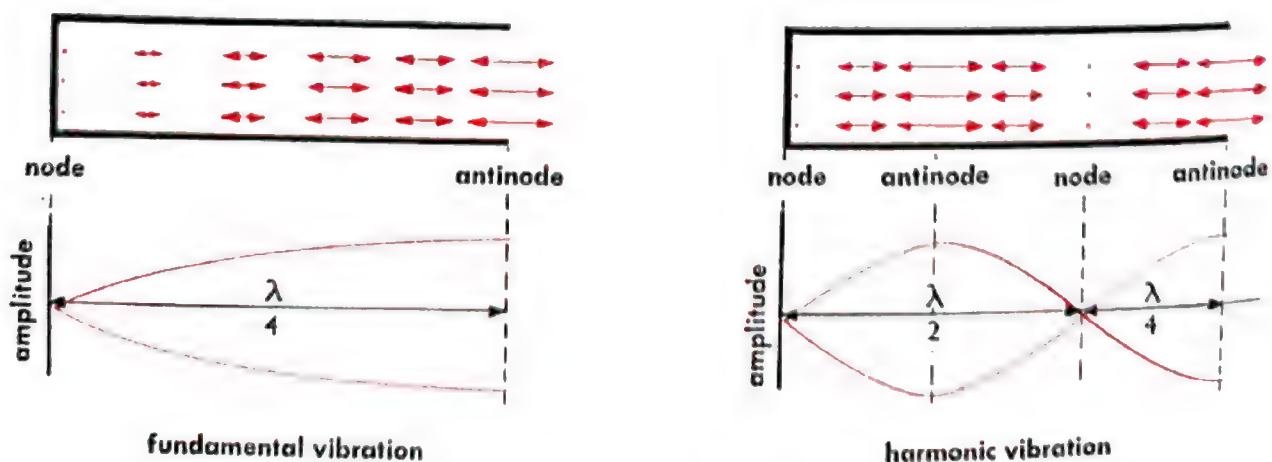 node antinode
amplitude
λ
4
fundamental vibration
node antinode node antinode
amplitude
λ
2
λ
4
harmonic vibration